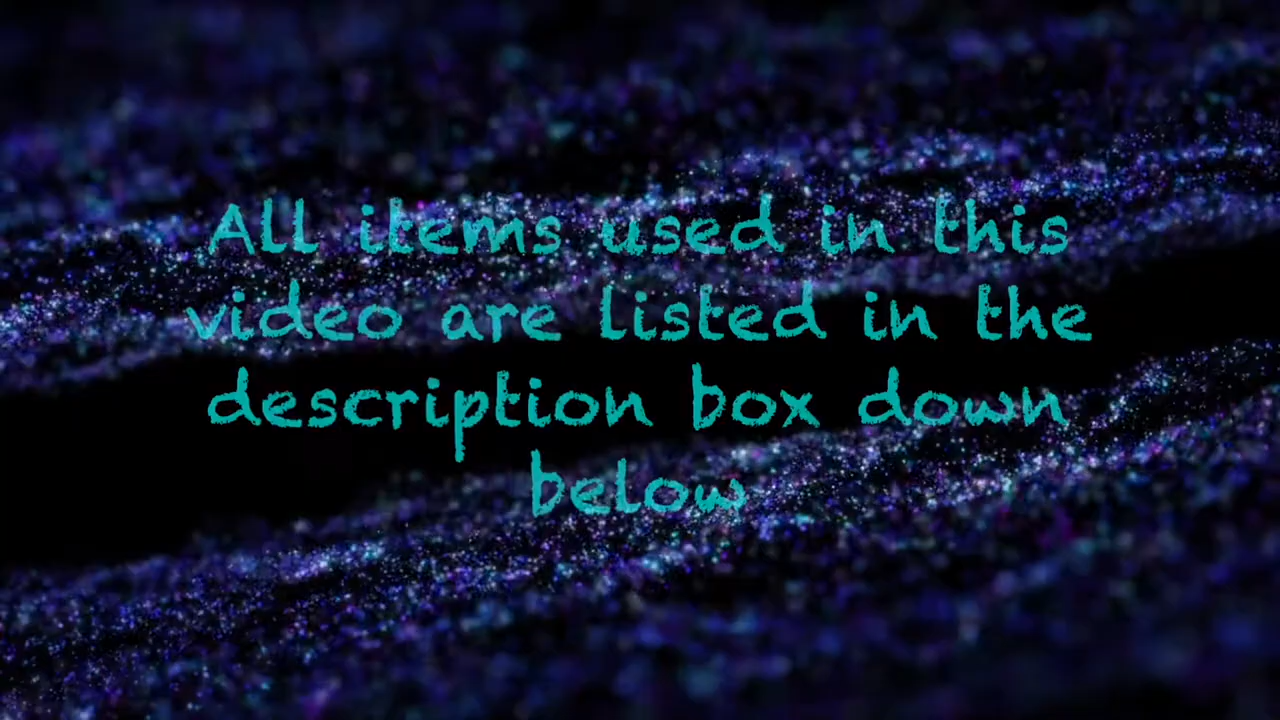 All items used in this
video are listed in the
description box down
below